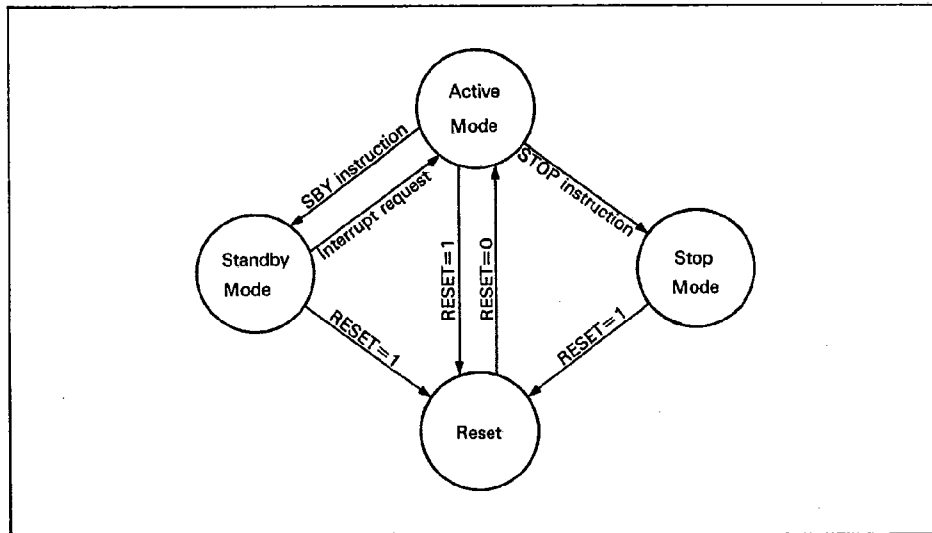 Active
Mode
SBY instruction
Interrupt request
STOP instruction
Standby
Mode
RESET=1
RESET=0
Stop
Mode
RESET=1
RESET=1
Reset